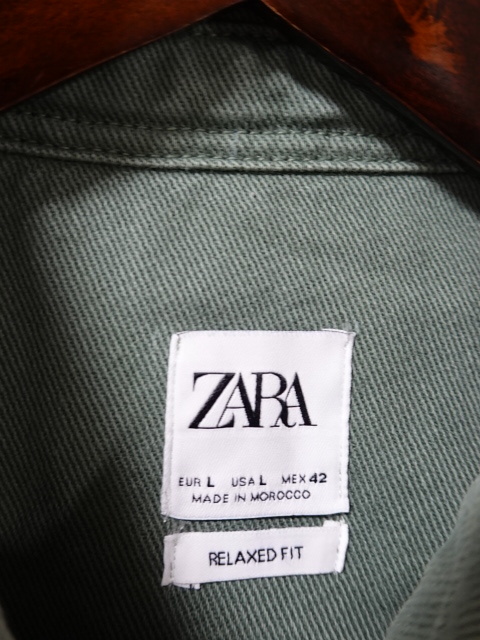 ZARA
EUR L USA L MEX 42
MADE IN MOROCCO
RELAXED FIT